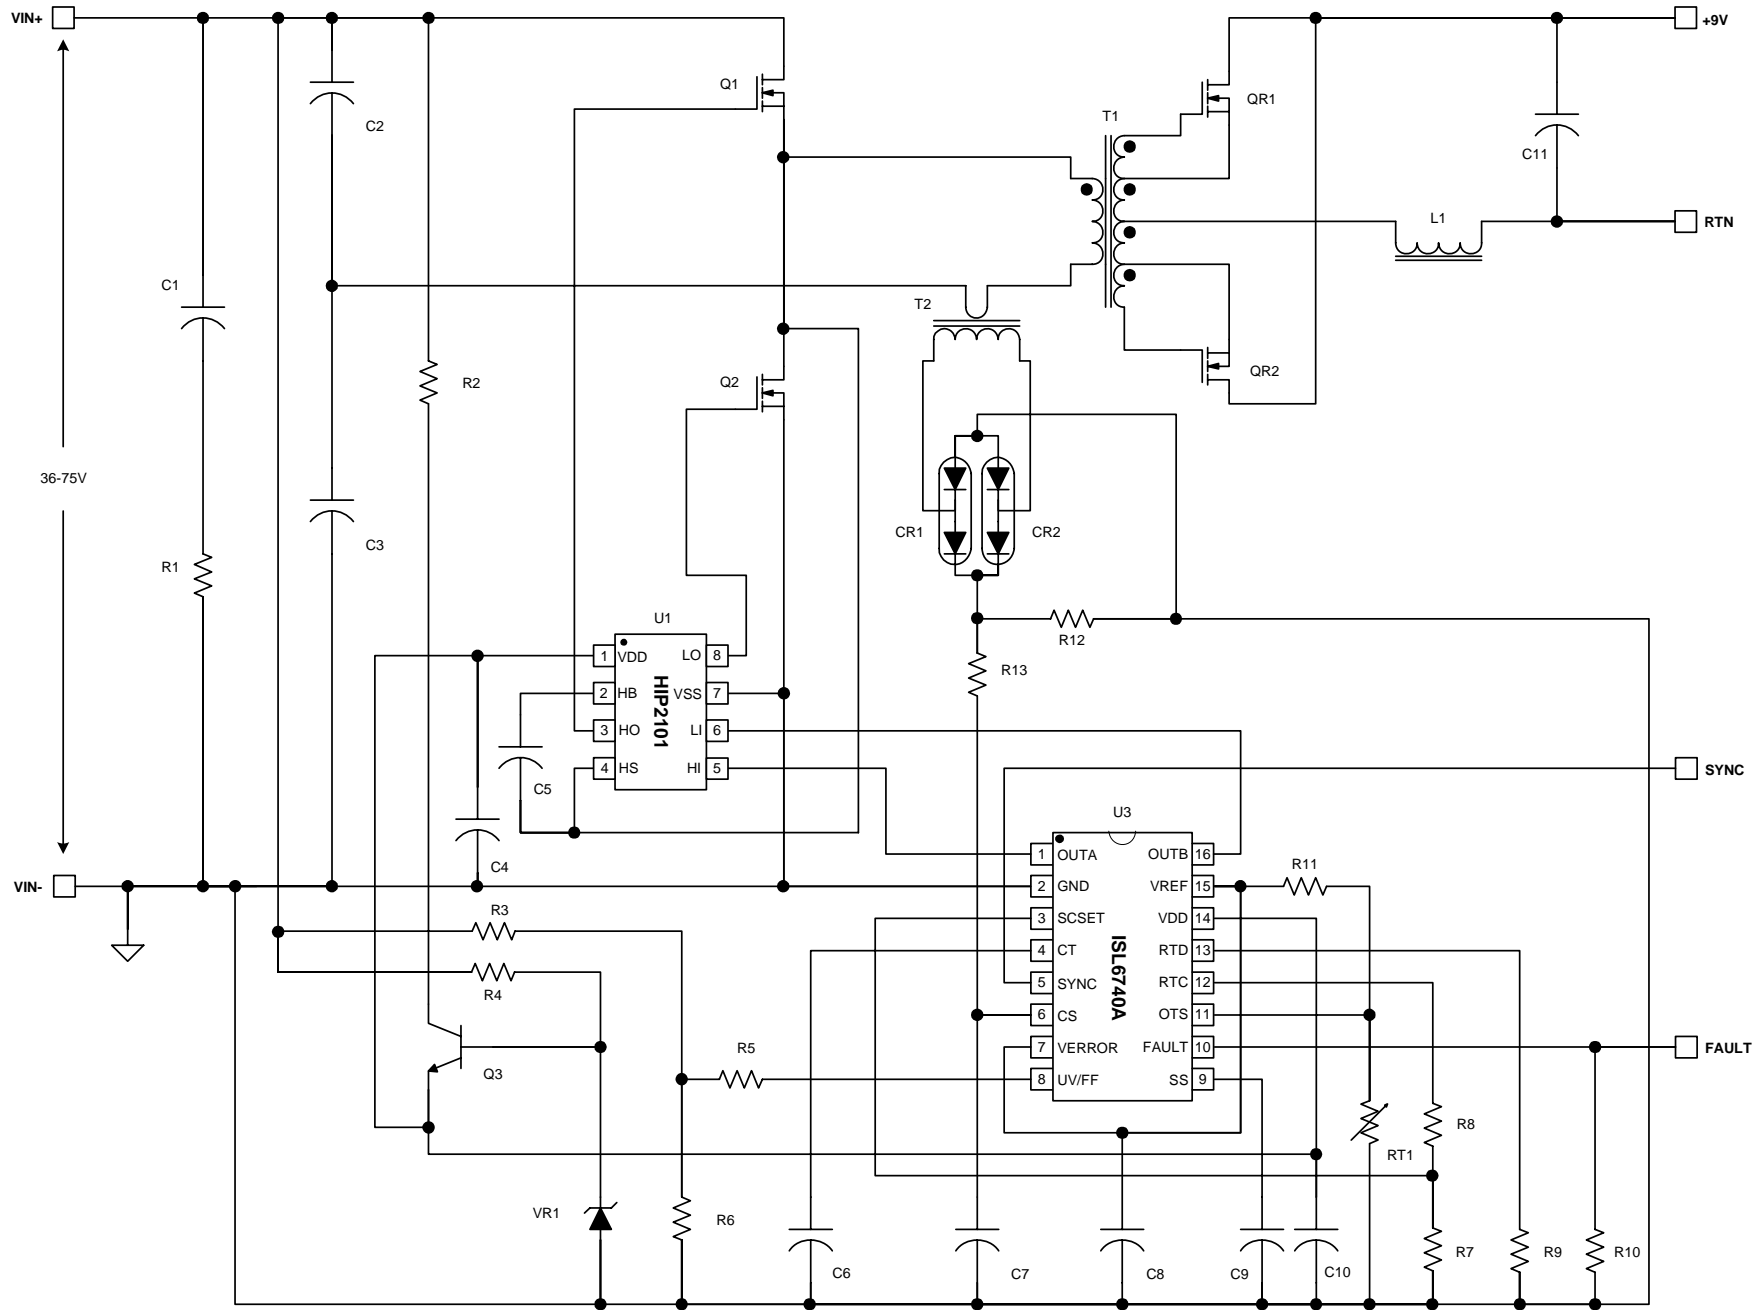 VIN+
+9V
Q1
QR1
T1
C2
C11
L1
RTN
C1
T2
R2
Q2
QR2
36-75V
CR1
CR2
C3
R1
U1
R12
R13
1 VDD LO 8
2 HB VSS 7
3 HO LI 6
4 HS HI 5
HIP2101
C5
SYNC
U3
C4
1 OUTA OUTB 16
2 GND VREF 15
3 SCSET VDD 14
4 CT RTD 13
5 SYNC RTC 12
6 CS OTS 11
7 VERROR FAULT 10
8 UV/FF SS 9
ISL6740A
R11
VIN-
R3
R4
R5
Q3
FAULT
R8
RT1
VR1
R6
C6
C7
C8
C9
C10
R7
R9
R10